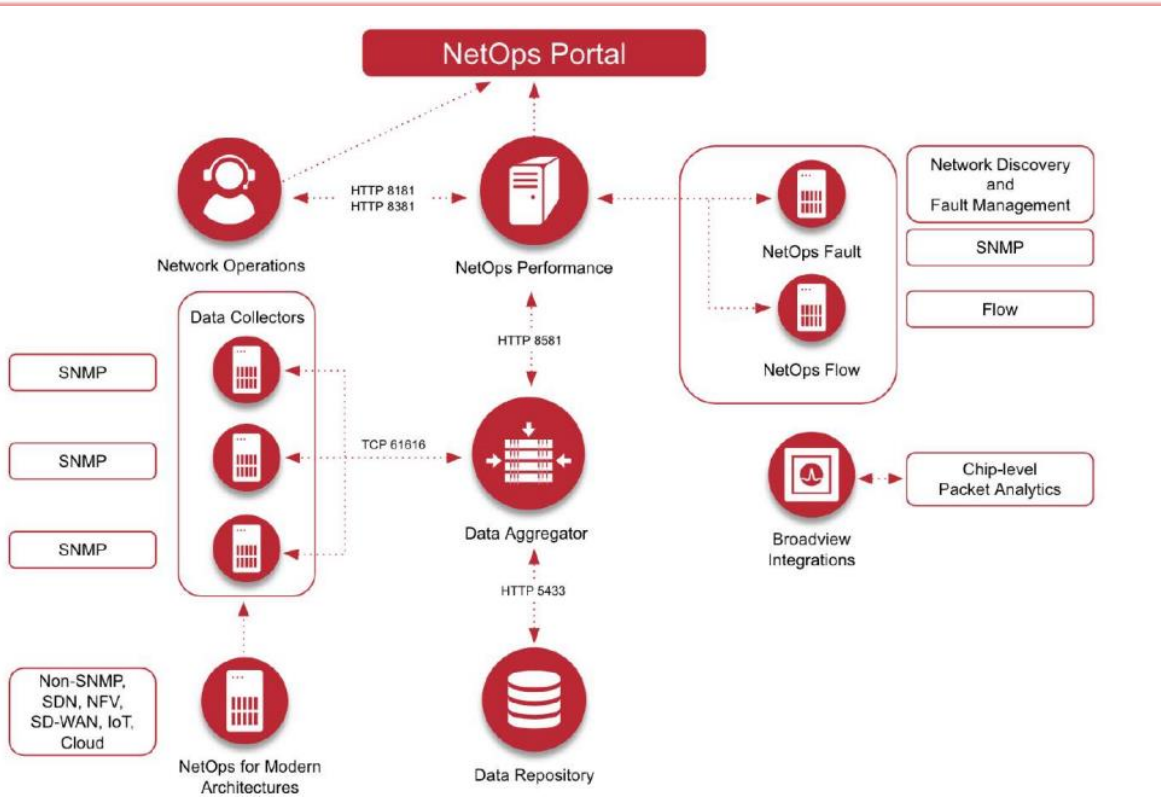 NetOps Portal
HTTP 8181
HTTP 8381
Network Operations
NetOps Performance
NetOps Fault
NetOps Flow
Network Discovery
and
Fault Management
SNMP
Flow
HTTP 8581
Data Collectors
SNMP
SNMP
SNMP
TCP 61616
Data Aggregator
Broadview
Integrations
Chip-level
Packet Analytics
HTTP 5433
Non-SNMP,
SDN, NFV,
SD-WAN, IoT,
Cloud
NetOps for Modern
Architectures
Data Repository